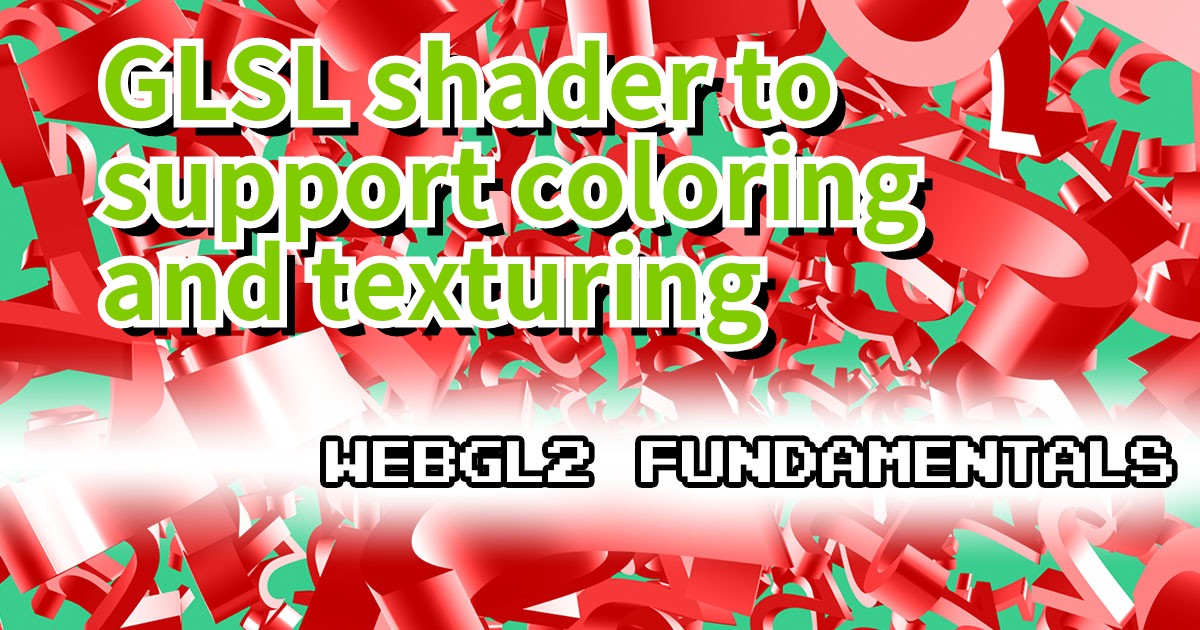 GLSL shader to
support coloring
and texturing
WEBGL2 FUNDAMENTALS